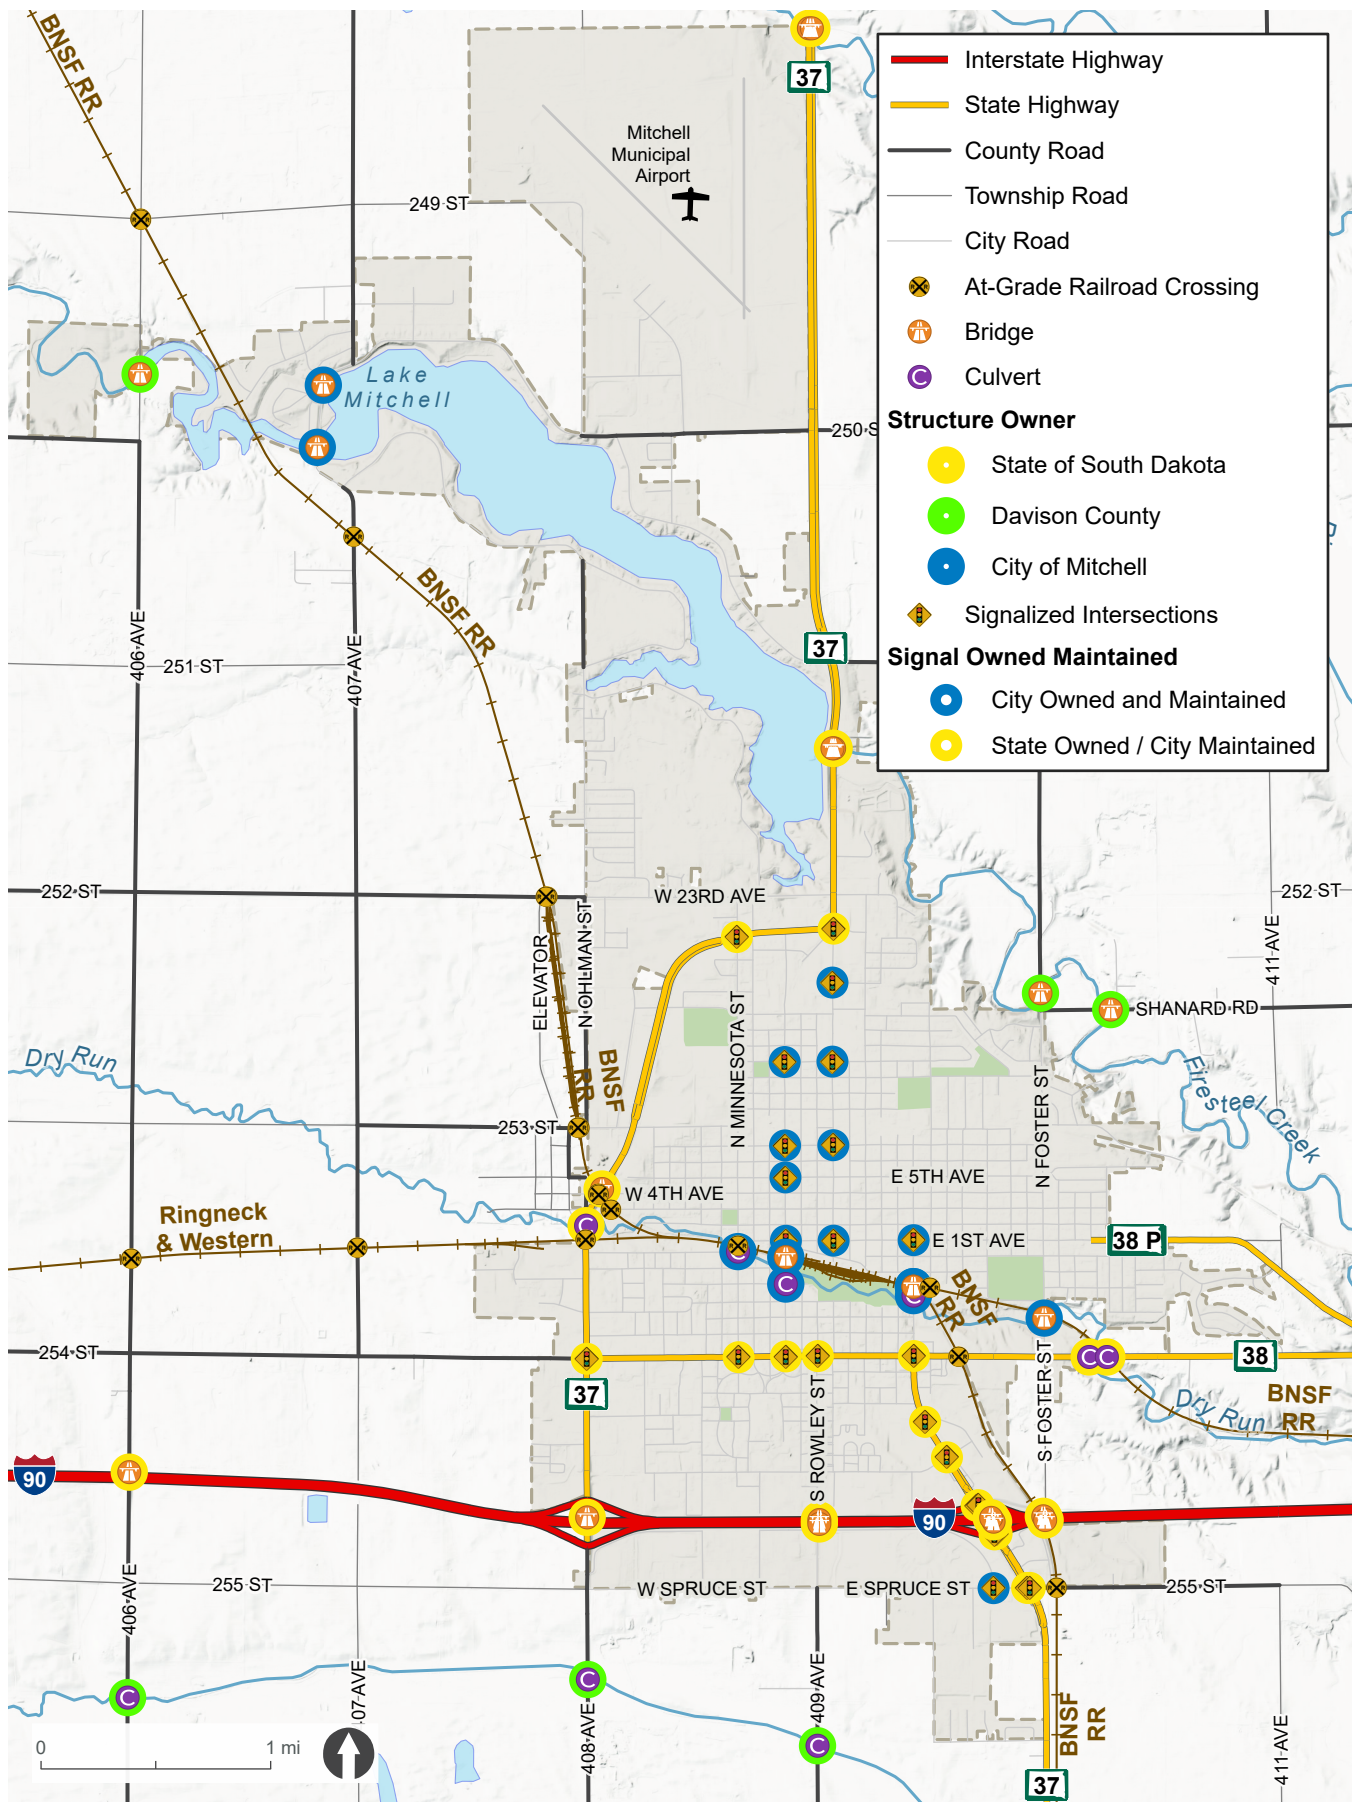 BNSF RR
37
Mitchell
Municipal
Airport
249 ST
Lake
Mitchell
250 S
Interstate Highway
State Highway
County Road
Township Road
City Road
At-Grade Railroad Crossing
Bridge
C Culvert
Structure Owner
State of South Dakota
Davison County
City of Mitchell
Signalized Intersections
Signal Owned Maintained
City Owned and Maintained
State Owned / City Maintained
BNSF RR
406 AVE
251 ST
407 AVE
37
252 ST
W 23RD AVE
252 ST
411 AVE
ELEVATOR
N OHLMAN ST
N MINNESOTA ST
SHANARD RD
Dry Run
BNSF
RR
Firesteel Creek
N FOSTER ST
253 ST
E 5TH AVE
W 4TH AVE
Ringneck
& Western
C
E 1ST AVE
38 P
C
C
C
BNSF
RR
254 ST
37
S FOSTER ST
C
C
38
BNSF
RR
Dry Run
S ROWLEY ST
90
90
406 AVE
255 ST
W SPRUCE ST
E SPRUCE ST
255 ST
C
C
C
07 AVE
408 AVE
409 AVE
BNSF
RR
411 AVE
37
0
1 mi